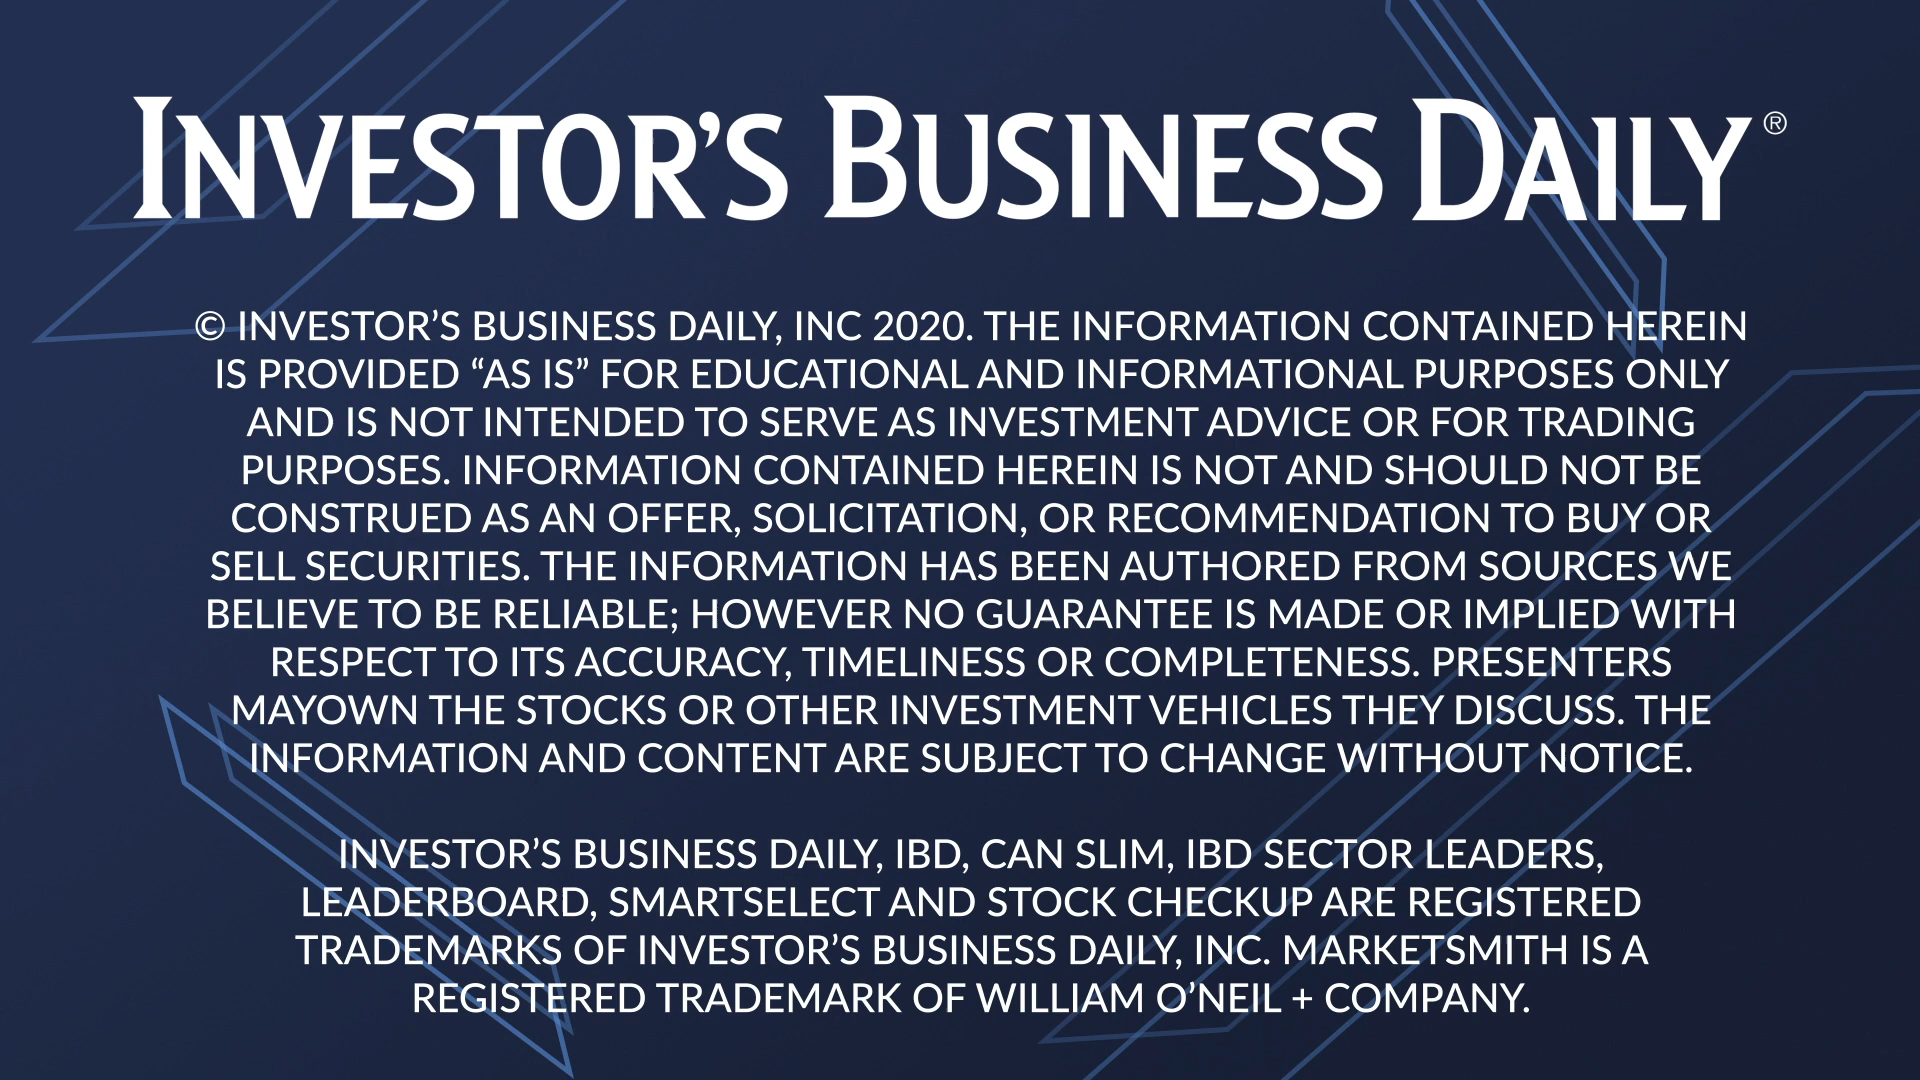 INVESTOR’S BUSINESS DAILY®
© INVESTOR’S BUSINESS DAILY, INC 2020. THE INFORMATION CONTAINED HEREIN
IS PROVIDED “AS IS” FOR EDUCATIONAL AND INFORMATIONAL PURPOSES ONLY
AND IS NOT INTENDED TO SERVE AS INVESTMENT ADVICE OR FOR TRADING
PURPOSES. INFORMATION CONTAINED HEREIN IS NOT AND SHOULD NOT BE
CONSTRUED AS AN OFFER, SOLICITATION, OR RECOMMENDATION TO BUY OR
SELL SECURITIES. THE INFORMATION HAS BEEN AUTHORED FROM SOURCES WE
BELIEVE TO BE RELIABLE; HOWEVER NO GUARANTEE IS MADE OR IMPLIED WITH
RESPECT TO ITS ACCURACY, TIMELINESS OR COMPLETENESS. PRESENTERS
MAYOWN THE STOCKS OR OTHER INVESTMENT VEHICLES THEY DISCUSS. THE
INFORMATION AND CONTENT ARE SUBJECT TO CHANGE WITHOUT NOTICE.
INVESTOR’S BUSINESS DAILY, IBD, CAN SLIM, IBD SECTOR LEADERS,
LEADERBOARD, SMARTSELECT AND STOCK CHECKUP ARE REGISTERED
TRADEMARKS OF INVESTOR’S BUSINESS DAILY, INC. MARKETSMITH IS A
REGISTERED TRADEMARK OF WILLIAM O’NEIL + COMPANY.